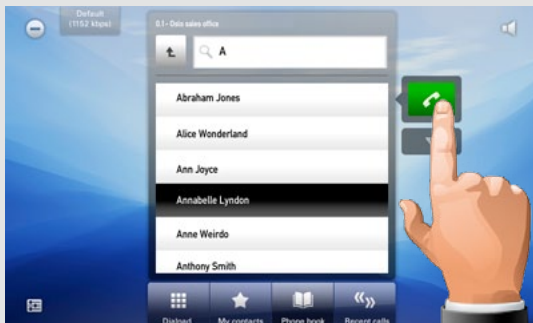 Default
(1152 kbps)
0.1 - Oslo sales office
A
Abraham Jones
Alice Wonderland
Ann Joyce
Annabelle Lyndon
Anne Weirdo
Anthony Smith
Dialpad
My contacts
Phone book
Recent calls